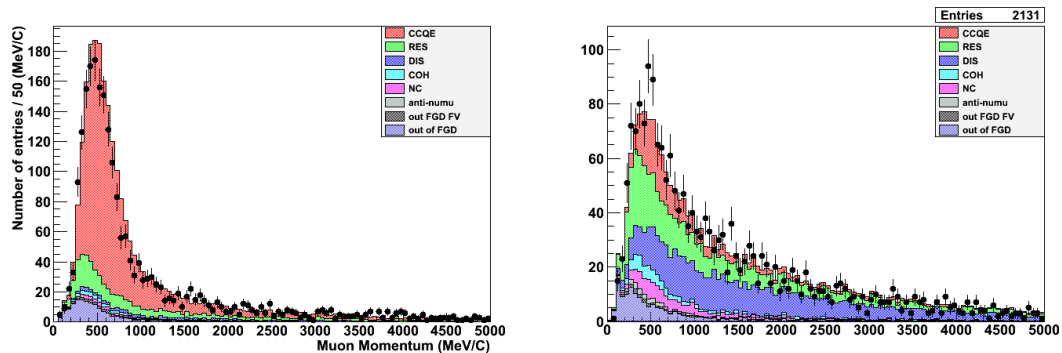 Number of entries / 50 (MeV/C)
180
160
140
120
100
80
60
40
20
0
CCQE
RES
DIS
COH
NC
anti-numu
out FGD FV
out of FGD
0 500 1000 1500 2000 2500 3000 3500 4000 4500 5000
Muon Momentum (MeV/C)
Entries 2131
100
80
60
40
20
0
CCQE
RES
DIS
COH
NC
anti-numu
out FGD FV
out of FGD
0 500 1000 1500 2000 2500 3000 3500 4000 4500 5000